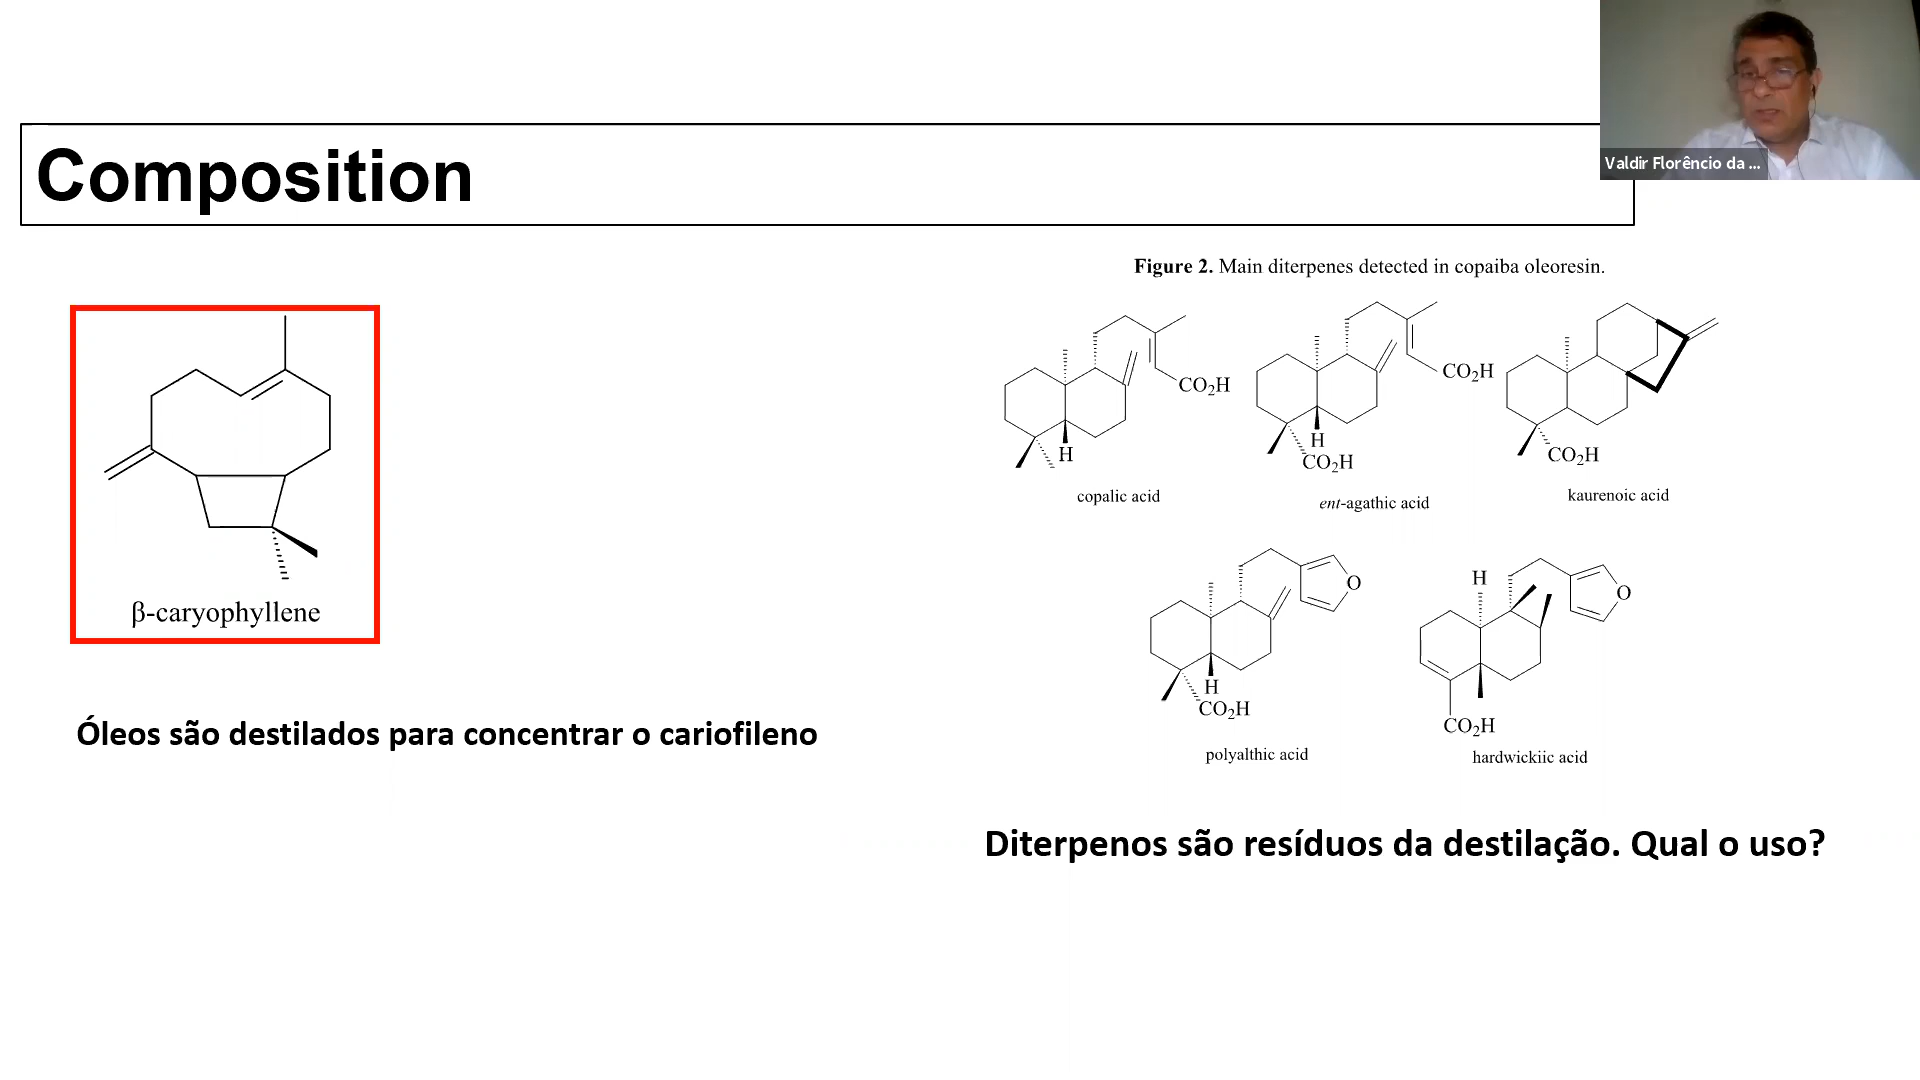 Valdir Florêncio da ...
Composition
Figure 2. Main diterpenes detected in copaiba oleoresin.
β-caryophyllene
CO₂H
H
copalic acid
CO₂H
H
CO₂H
ent-agathic acid
CO₂H
kaurenoic acid
O
H
CO₂H
polyalthic acid
H
O
CO₂H
hardwickiic acid
Óleos são destilados para concentrar o cariofileno
Diterpenos são resíduos da destilação. Qual o uso?